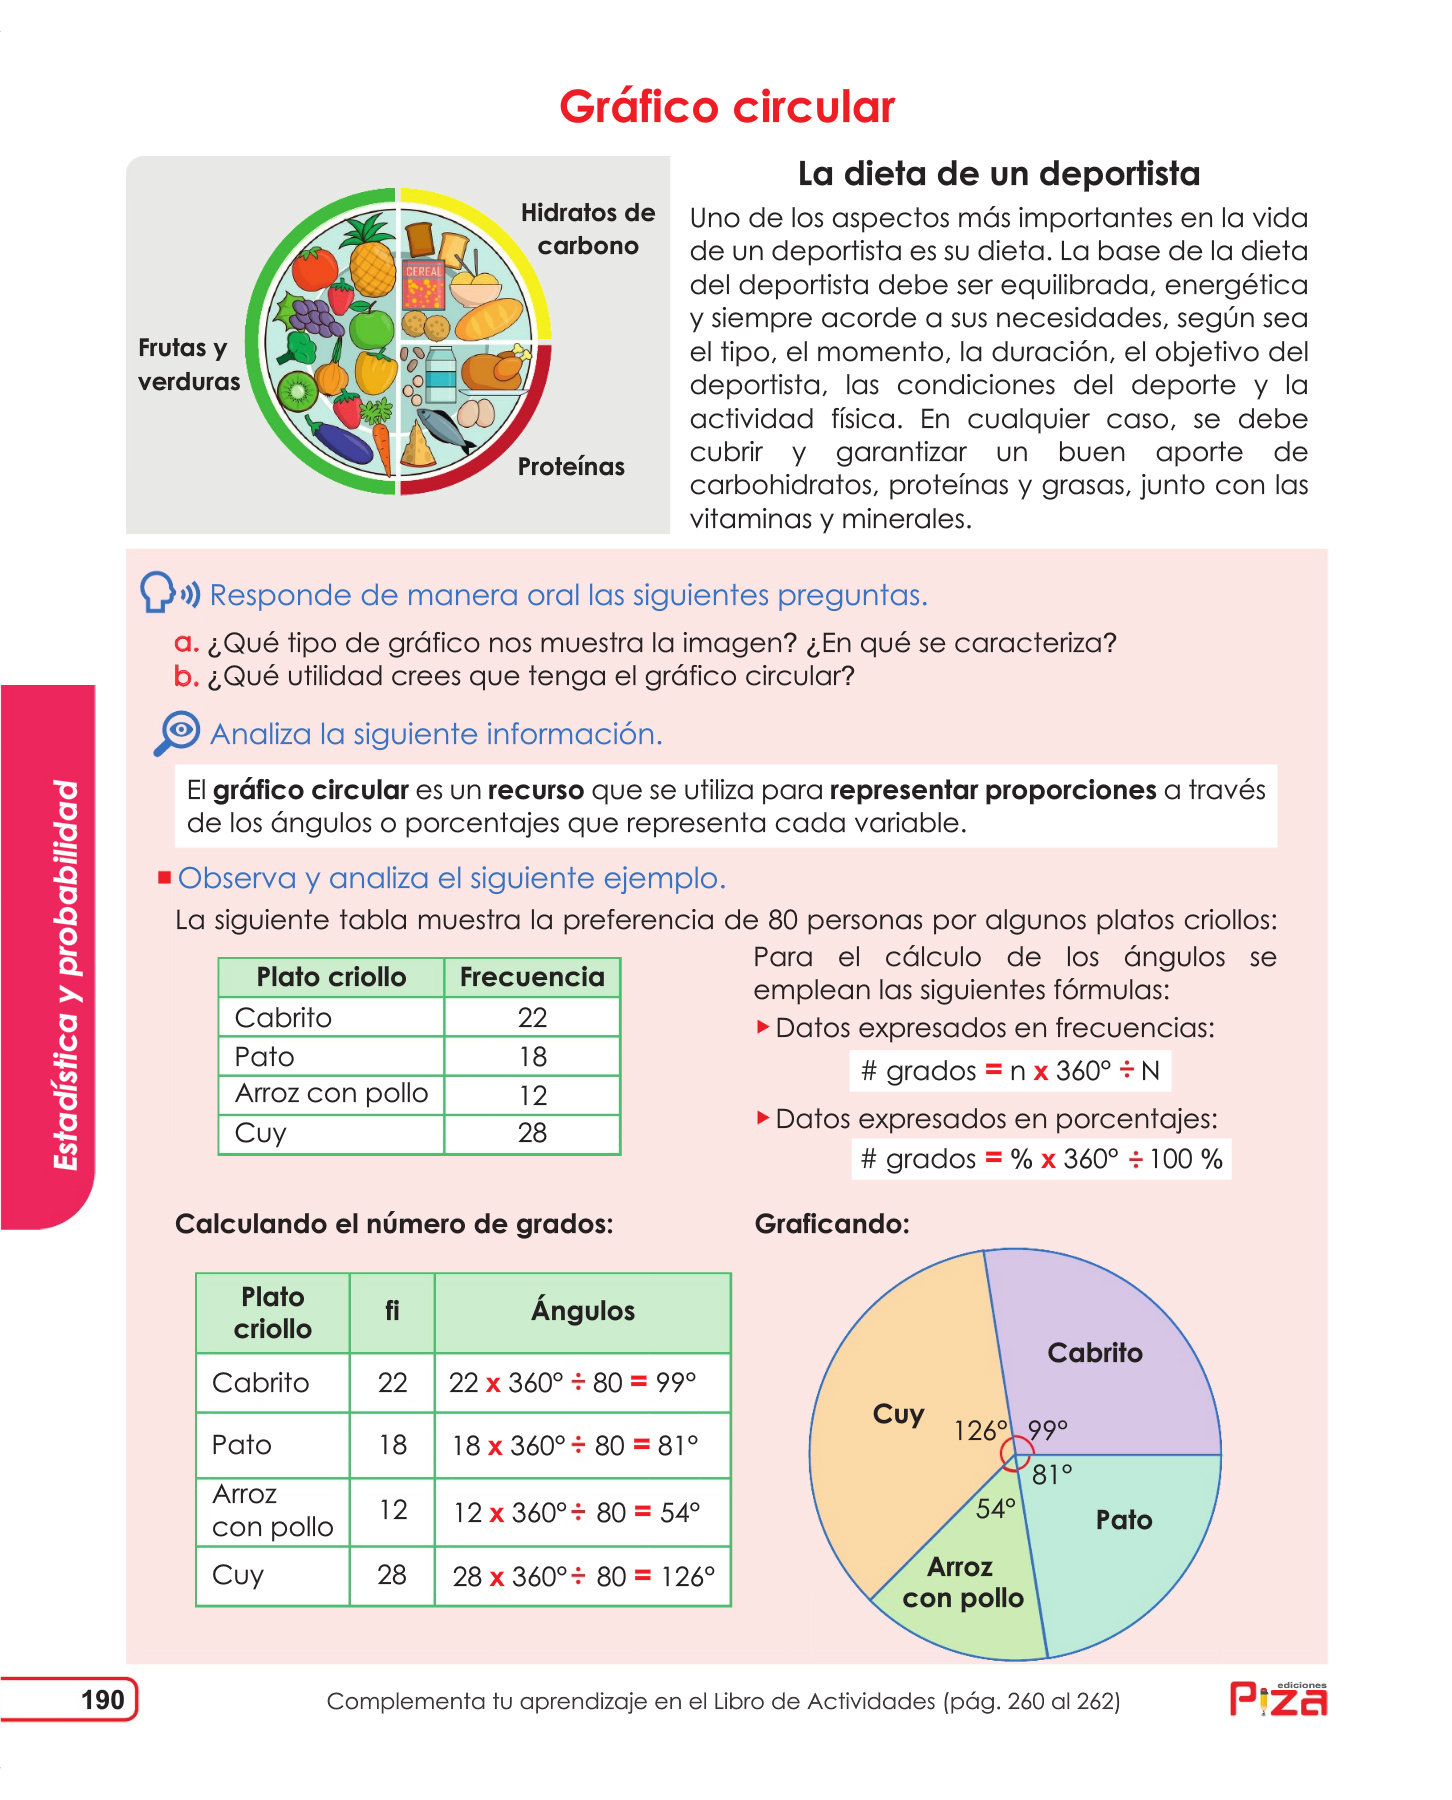 Gráfico circular
Hidratos de
carbono
CEREAL
Frutas y
verduras
Proteínas
La dieta de un deportista
Uno de los aspectos más importantes en la vida
de un deportista es su dieta. La base de la dieta
del deportista debe ser equilibrada, energética
y siempre acorde a sus necesidades, según sea
el tipo, el momento, la duración, el objetivo del
deportista, las condiciones del deporte y la
actividad física. En cualquier caso, se debe
cubrir y garantizar un buen aporte de
carbohidratos, proteínas y grasas, junto con las
vitaminas y minerales.
Responde de manera oral las siguientes preguntas.
a. ¿Qué tipo de gráfico nos muestra la imagen? ¿En qué se caracteriza?
b. ¿Qué utilidad crees que tenga el gráfico circular?
Analiza la siguiente información.
El gráfico circular es un recurso que se utiliza para representar proporciones a través
de los ángulos o porcentajes que representa cada variable.
Observa y analiza el siguiente ejemplo.
La siguiente tabla muestra la preferencia de 80 personas por algunos platos criollos:
Plato criollo Frecuencia
Cabrito 22
Pato 18
Arroz con pollo 12
Cuy 28
Para el cálculo de los ángulos se
emplean las siguientes fórmulas:
Datos expresados en frecuencias:
# grados = n x 360° ÷ N
Datos expresados en porcentajes:
# grados = % x 360° ÷ 100 %
Calculando el número de grados:
Plato
criollo
fi
Ángulos
Cabrito 22 22 x 360° ÷ 80 = 99°
Pato 18 18 x 360° ÷ 80 = 81°
Arroz
con pollo
12 12 x 360° ÷ 80 = 54°
Cuy 28 28 x 360° ÷ 80 = 126°
Graficando:
Cabrito
Cuy
126° 99°
81°
54°
Pato
Arroz
con pollo
Estadística y probabilidad
190
Complementa tu aprendizaje en el Libro de Actividades (pág. 260 al 262)
ediciones
Piza